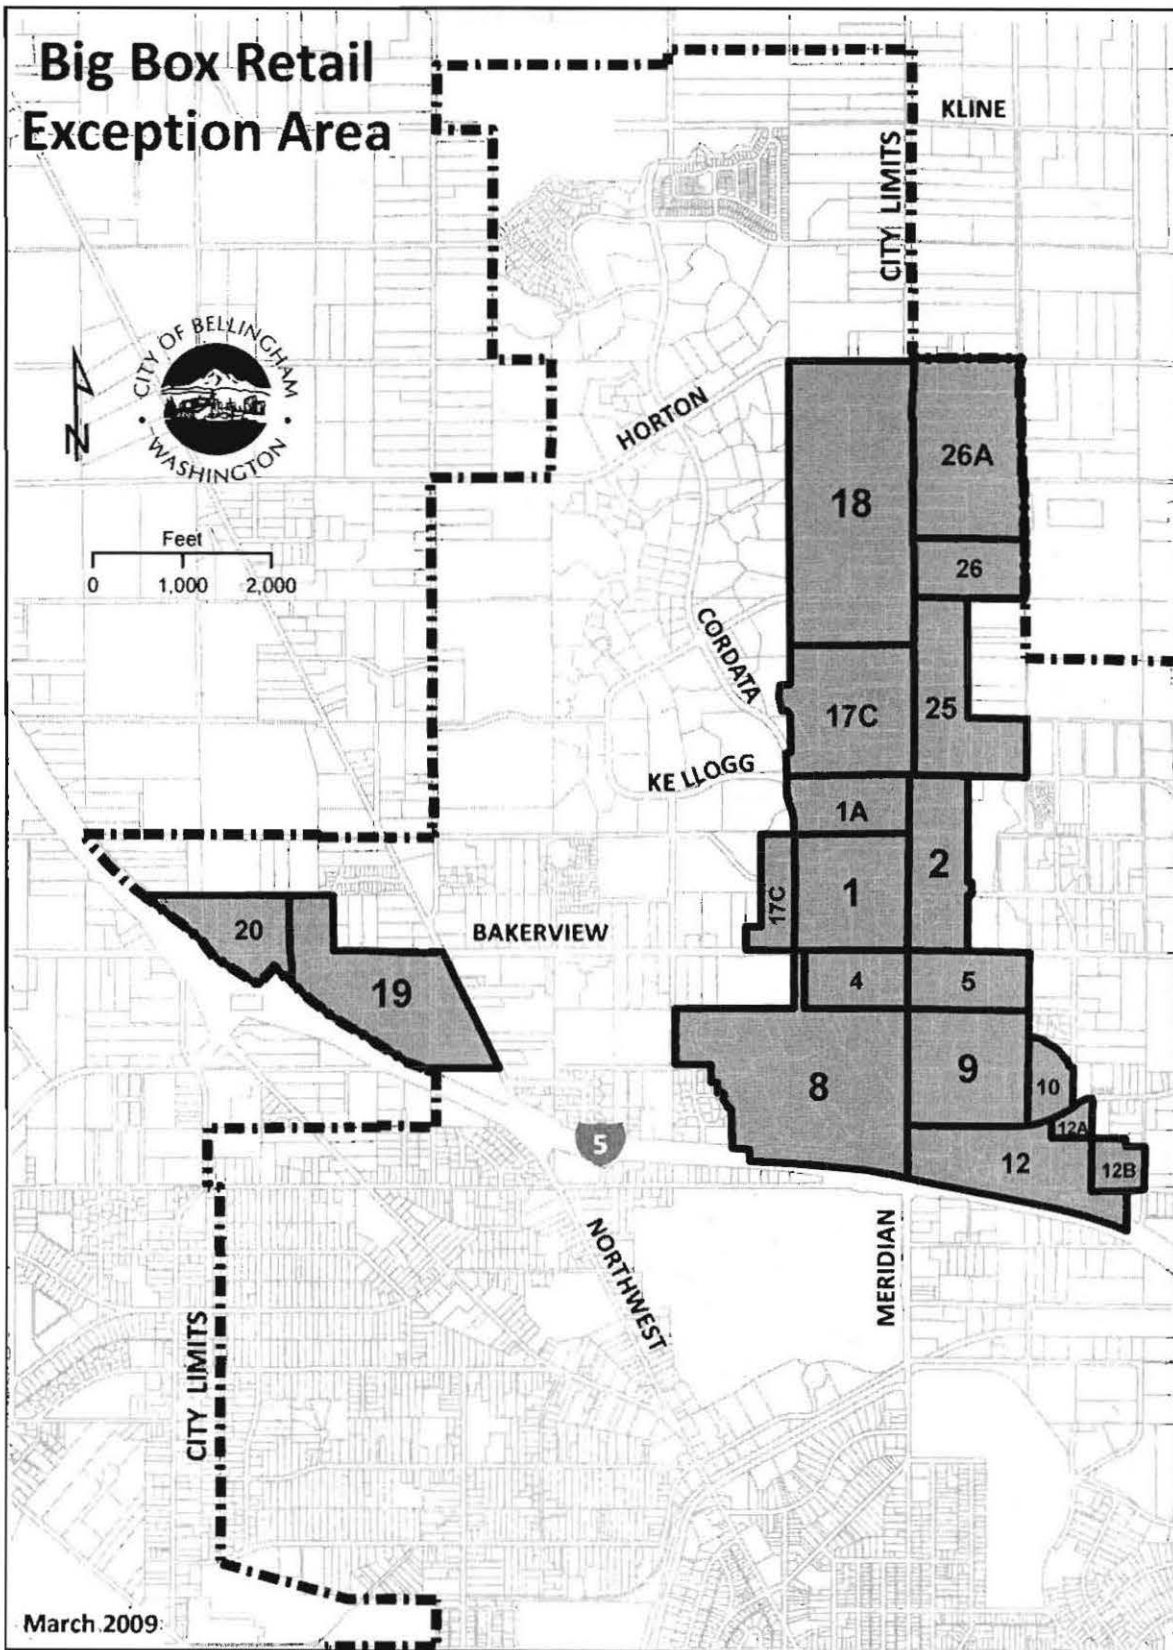 Big Box Retail
Exception Area
KLINE
CITY LIMITS
CITY OF BELLINGHAM
WASHINGTON
N
HORTON
26A
18
Feet
0 1,000 2,000
26
CORDATA
17C
25
KELLOGG
1A
2
1
17C
20
BAKERVIEW
19
4
5
9
8
10
5
12A
12
12B
NORTHWEST
MERIDIAN
CITY LIMITS
March 2009